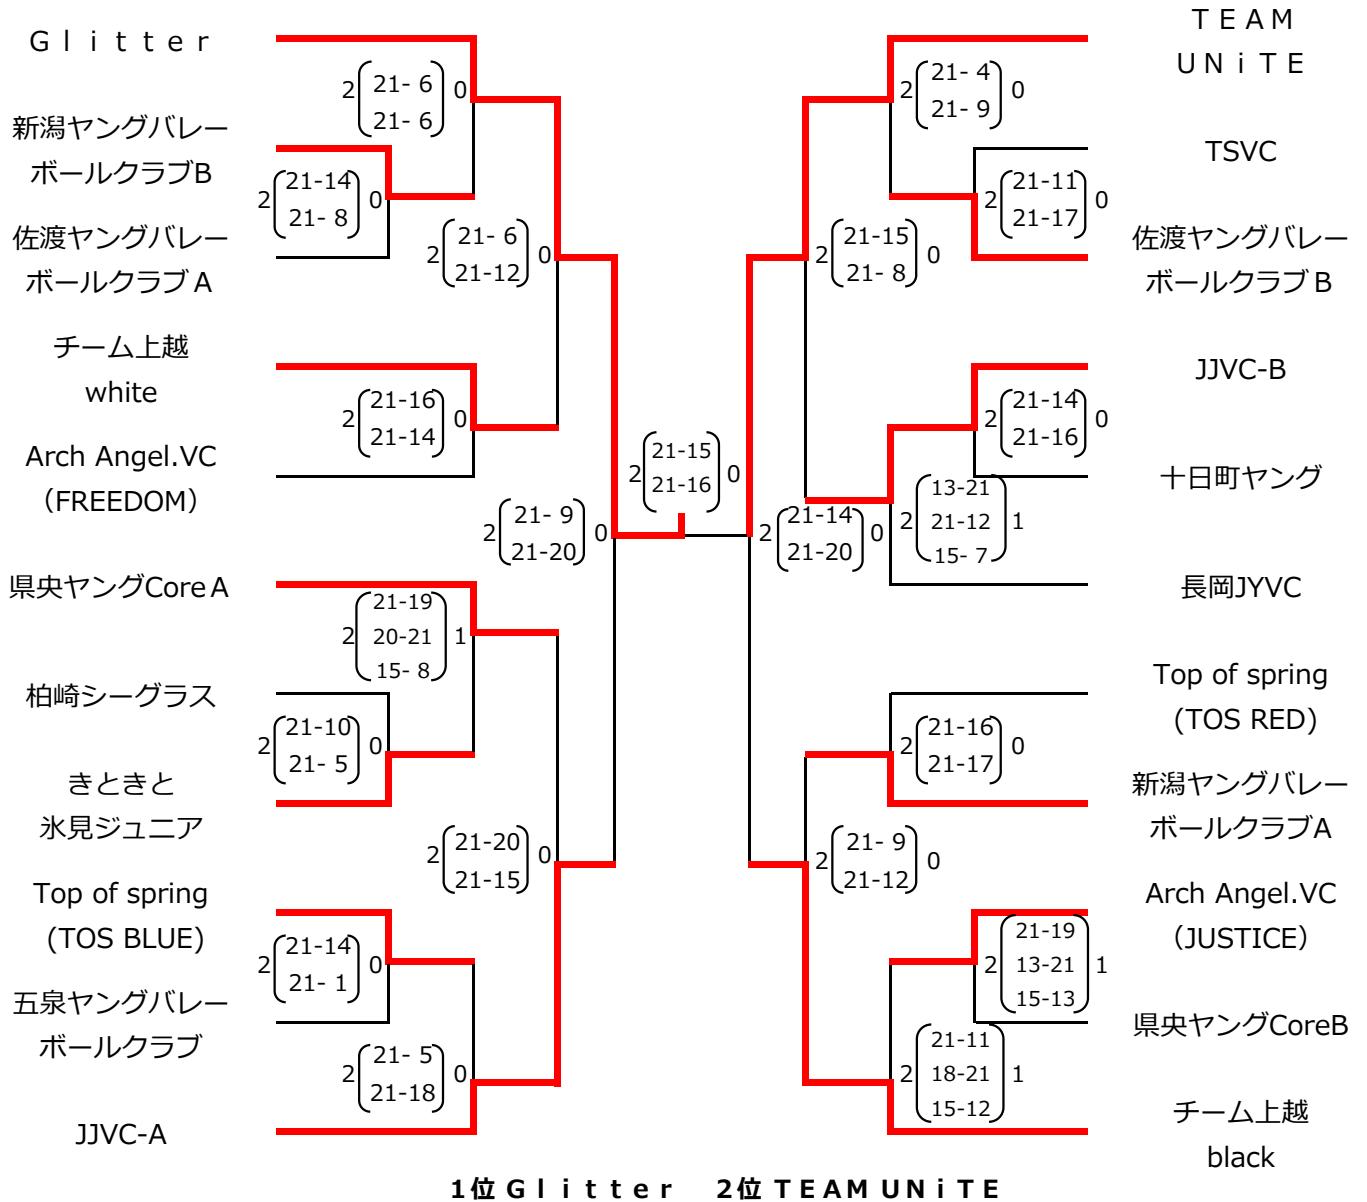 Ｇｌｉｔｔｅｒ
新潟ヤングバレー
ボールクラブB
佐渡ヤングバレー
ボールクラブＡ
チーム上越
white
Arch Angel.VC
（FREEDOM）
県央ヤングCoreＡ
柏崎シーグラス
きときと
氷見ジュニア
Top of spring
(TOS BLUE)
五泉ヤングバレー
ボールクラブ
JJVC-A
2 21- 6 0
21- 6
2 21-14 0
21- 8
2 21- 6 0
21-12
2 21-16 0
21-14
2 21- 9 0
21-20
2 21-19 1
20-21
15- 8
2 21-10 0
21- 5
2 21-20 0
21-15
2 21-14 0
21- 1
2 21- 5 0
21-18
2 21-15 0
21-16
2 21- 4 0
21- 9
2 21-11 0
21-17
2 21-15 0
21- 8
2 21-14 0
21-16
2 13-21 1
21-12
15- 7
2 21-14 0
21-20
2 21-16 0
21-17
2 21- 9 0
21-12
2 21-19 1
13-21
15-13
2 21-11 1
18-21
15-12
ＴＥＡＭ
ＵＮｉＴＥ
TSVC
佐渡ヤングバレー
ボールクラブＢ
JJVC-B
十日町ヤング
長岡JYVC
Top of spring
(TOS RED)
新潟ヤングバレー
ボールクラブA
Arch Angel.VC
（JUSTICE）
県央ヤングCoreB
チーム上越
black
1位 Ｇｌｉｔｔｅｒ　2位 ＴＥＡＭ ＵＮｉＴＥ